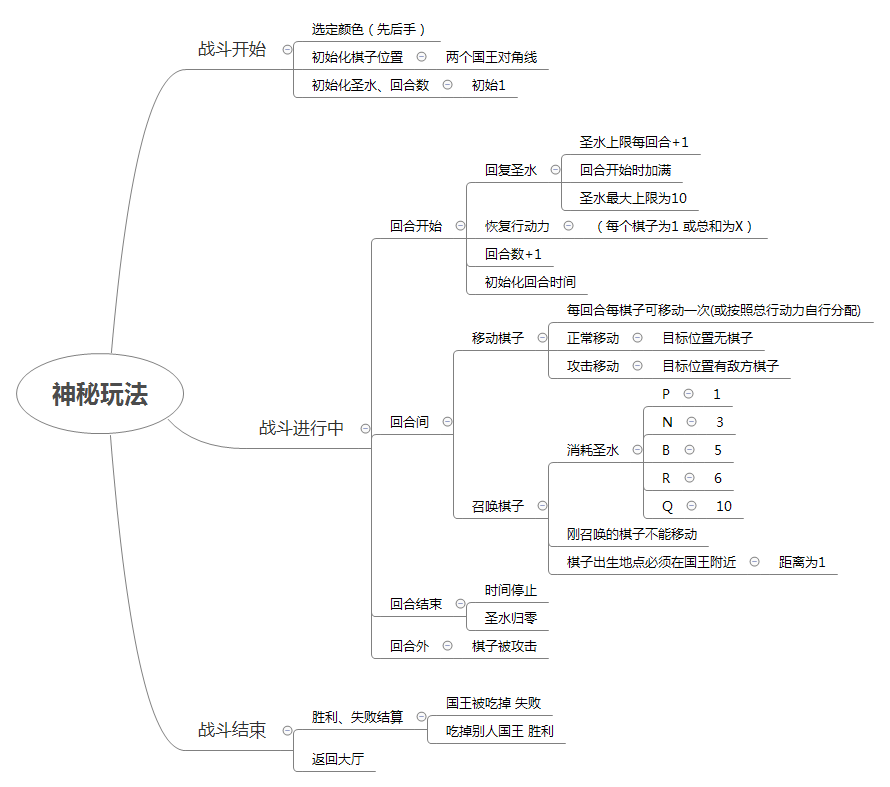 神秘玩法
战斗开始
选定颜色（先后手）
初始化棋子位置
两个国王对角线
初始化圣水、回合数
初始1
战斗进行中
回合开始
回复圣水
圣水上限每回合+1
回合开始时加满
圣水最大上限为10
恢复行动力
（每个棋子为1 或总和为X）
回合数+1
初始化回合时间
回合间
移动棋子
每回合每棋子可移动一次(或按照总行动力自行分配)
正常移动
目标位置无棋子
攻击移动
目标位置有敌方棋子
召唤棋子
消耗圣水
P
1
N
3
B
5
R
6
Q
10
刚召唤的棋子不能移动
棋子出生地点必须在国王附近
距离为1
回合结束
时间停止
圣水归零
回合外
棋子被攻击
战斗结束
胜利、失败结算
国王被吃掉 失败
吃掉别人国王 胜利
返回大厅